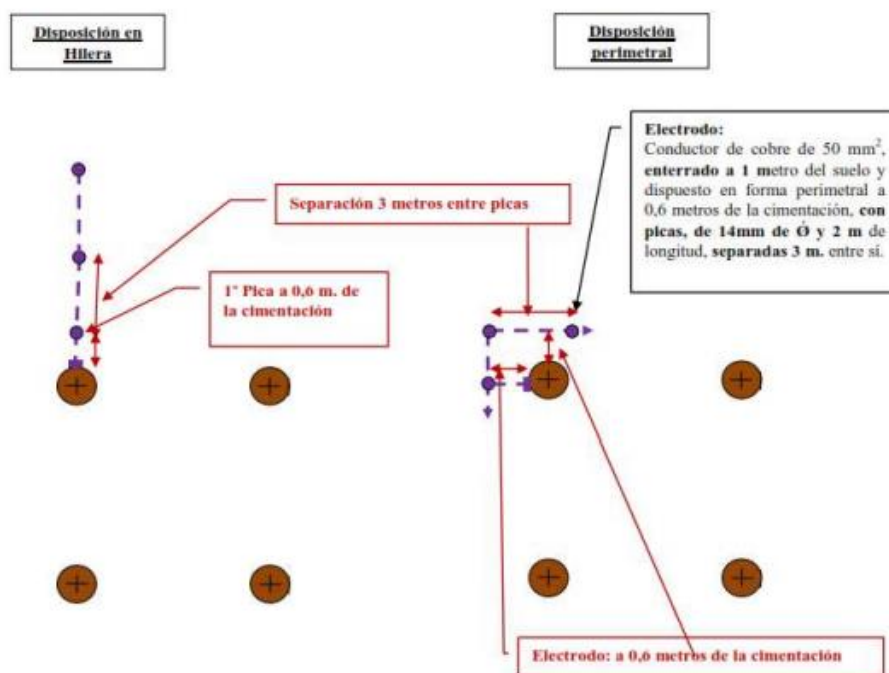 Disposición en
Hilera
Disposición
perimetral
Electrodo:
Conductor de cobre de 50 mm²,
enterrado a 1 metro del suelo y
dispuesto en forma perimetral a
0,6 metros de la cimentación, con
picas, de 14mm de Ó y 2 m de
longitud, separadas 3 m. entre sí.
Separación 3 metros entre picas
1ª Pica a 0,6 m. de
la cimentación
Electrodo: a 0,6 metros de la cimentación